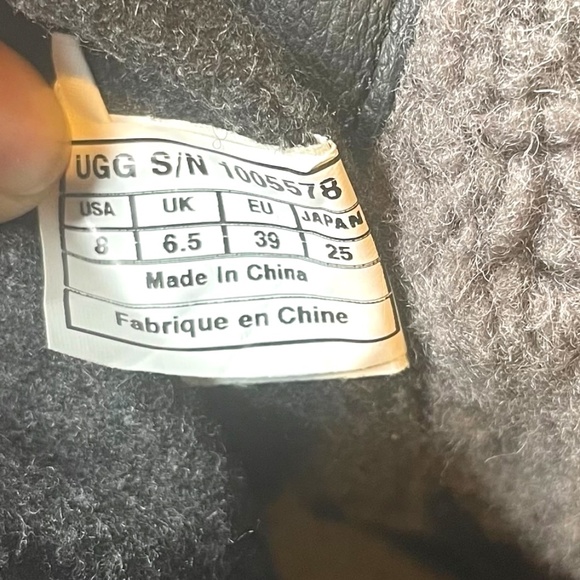 UGG S/N 1005578
USA UK EU JAPAN
8 6.5 39 25
Made In China
Fabrique en Chine